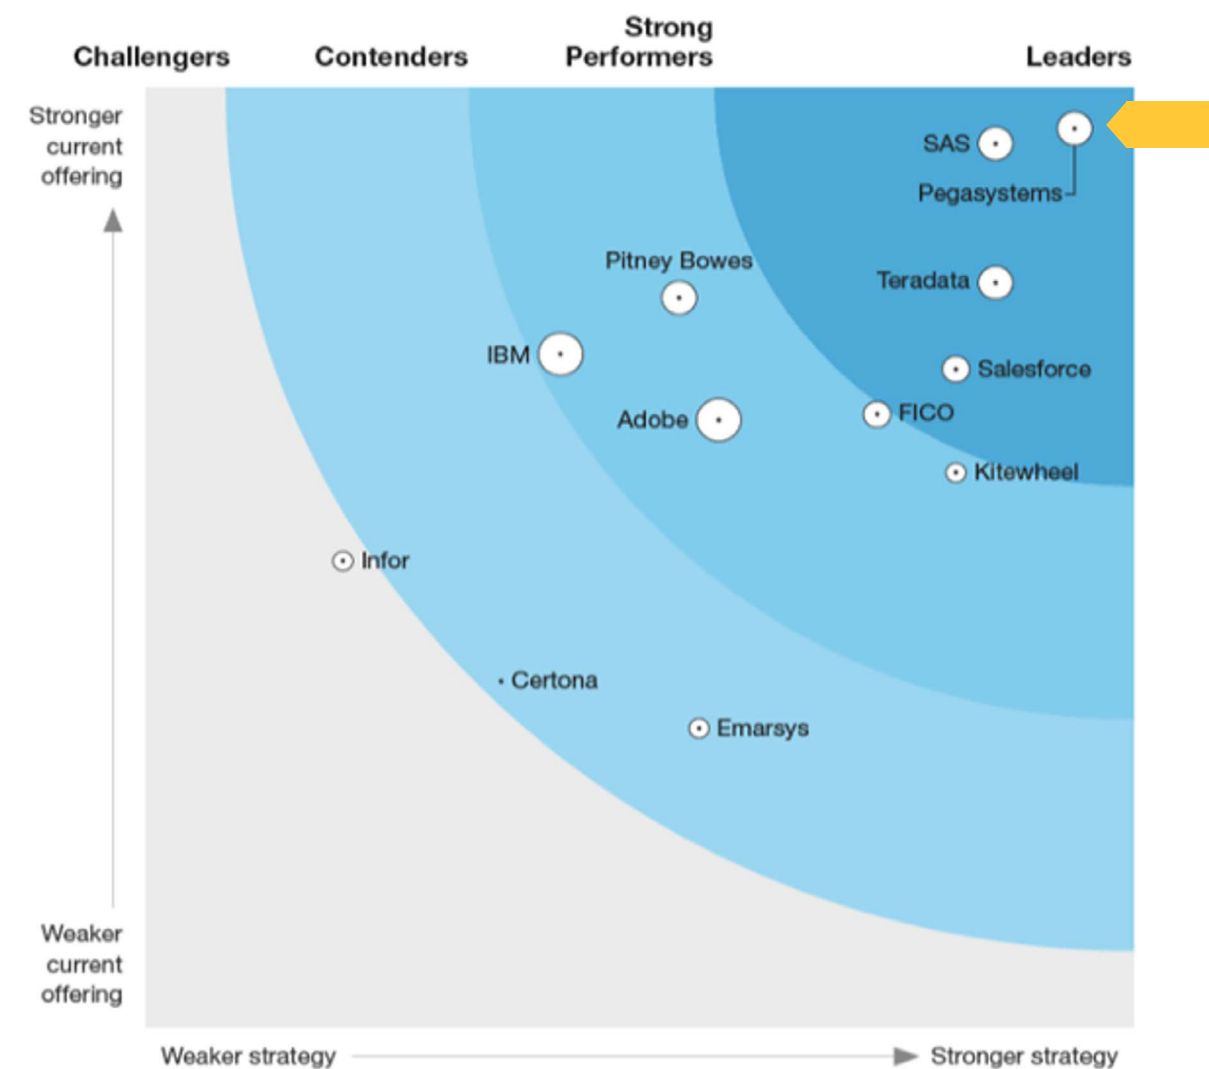 Strong
Challengers Contenders Performers Leaders
Stronger
current
offering
SAS
Pegasystems
Pitney Bowes
Teradata
IBM
Salesforce
FICO
Adobe
Kitewheel
Infor
Certona
Emarsys
Weaker
current
offering
Weaker strategy Stronger strategy